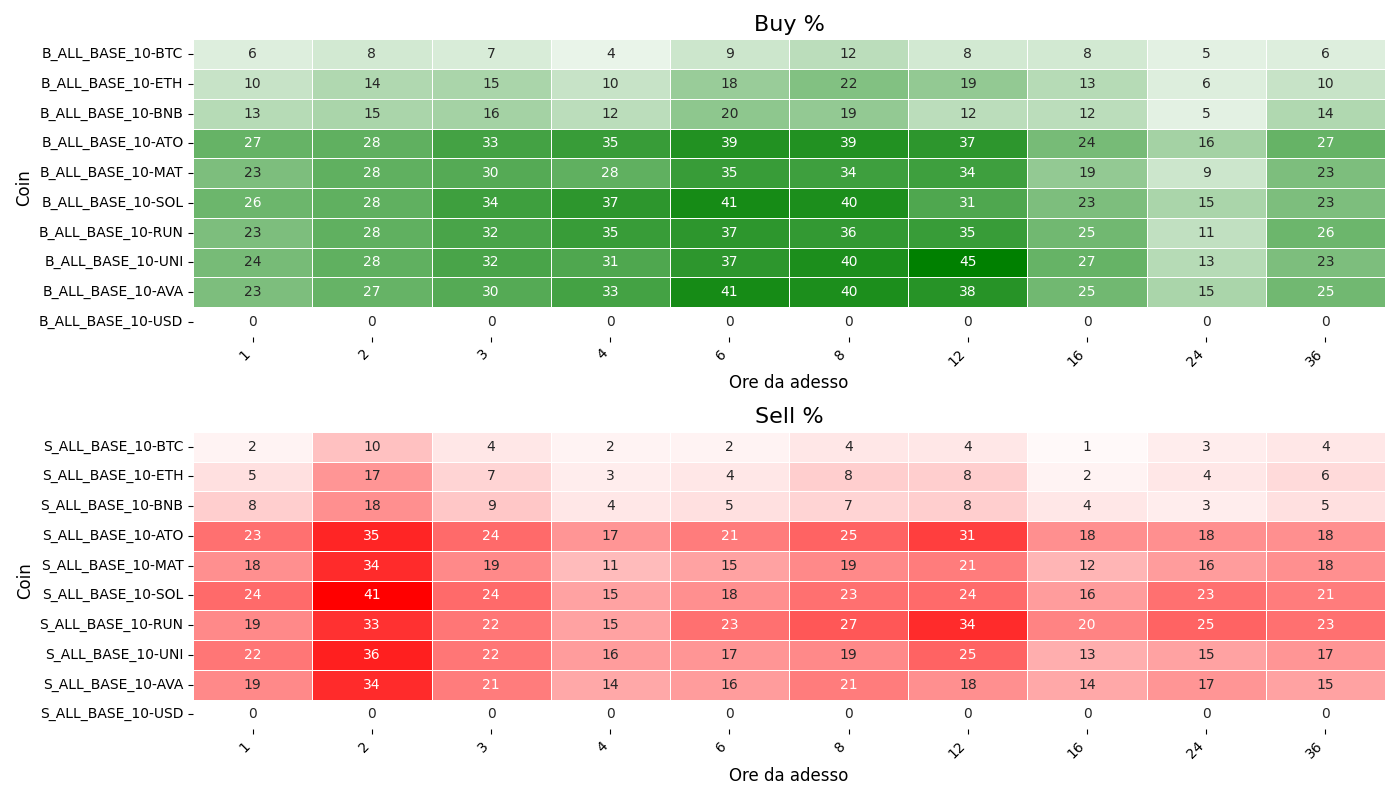 Buy %
Coin
B_ALL_BASE_10-BTC 6 8 7 4 9 12 8 8 5 6
B_ALL_BASE_10-ETH 10 14 15 10 18 22 19 13 6 10
B_ALL_BASE_10-BNB 13 15 16 12 20 19 12 12 5 14
B_ALL_BASE_10-ATO 27 28 33 35 39 39 37 24 16 27
B_ALL_BASE_10-MAT 23 28 30 28 35 34 34 19 9 23
B_ALL_BASE_10-SOL 26 28 34 37 41 40 31 23 15 23
B_ALL_BASE_10-RUN 23 28 32 35 37 36 35 25 11 26
B_ALL_BASE_10-UNI 24 28 32 31 37 40 45 27 13 23
B_ALL_BASE_10-AVA 23 27 30 33 41 40 38 25 15 25
B_ALL_BASE_10-USD 0 0 0 0 0 0 0 0 0 0
1 2 3 4 6 8 12 16 24 36
Ore da adesso
Sell %
Coin
S_ALL_BASE_10-BTC 2 10 4 2 2 4 4 1 3 4
S_ALL_BASE_10-ETH 5 17 7 3 4 8 8 2 4 6
S_ALL_BASE_10-BNB 8 18 9 4 5 7 8 4 3 5
S_ALL_BASE_10-ATO 23 35 24 17 21 25 31 18 18 18
S_ALL_BASE_10-MAT 18 34 19 11 15 19 21 12 16 18
S_ALL_BASE_10-SOL 24 41 24 15 18 23 24 16 23 21
S_ALL_BASE_10-RUN 19 33 22 15 23 27 34 20 25 23
S_ALL_BASE_10-UNI 22 36 22 16 17 19 25 13 15 17
S_ALL_BASE_10-AVA 19 34 21 14 16 21 18 14 17 15
S_ALL_BASE_10-USD 0 0 0 0 0 0 0 0 0 0
1 2 3 4 6 8 12 16 24 36
Ore da adesso